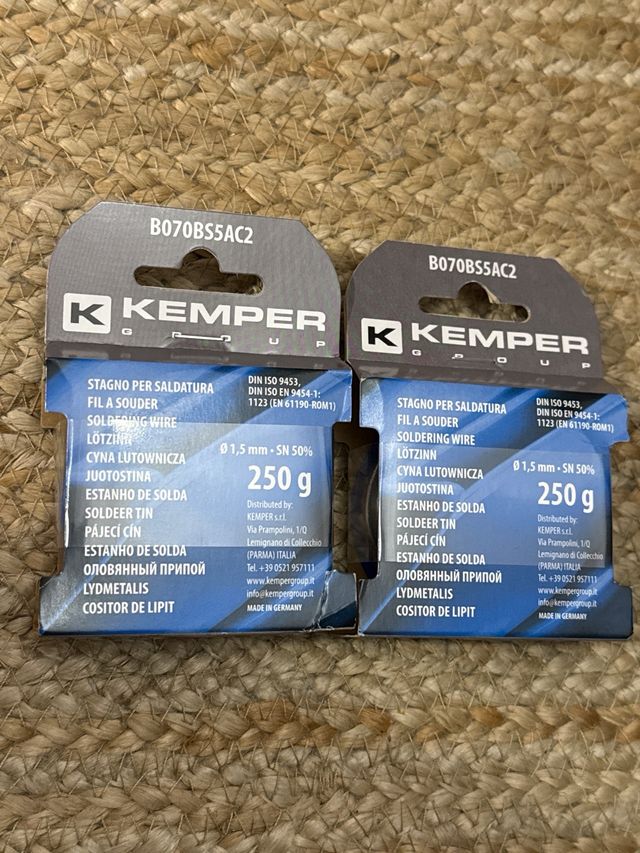 B070BS5AC2
K KEMPER
GROUP
STAGNO PER SALDATURA
FIL A SOUDER
SOLDERING WIRE
LÖTZINN
CYNA LUTOWNICZA
JUOTOSTINA
ESTANHO DE SOLDA
SOLDEER TIN
PÁJECÍ CÍN
ESTANHO DE SOLDA
ОЛОВЯННЫЙ ПРИПОЙ
LYDMETALIS
COSITOR DE LIPIT
DIN ISO 9453,
DIN ISO EN 9454-1:
1123 (EN 61190-ROM1)
Ø 1,5 mm • SN 50%
250 g
Distributed by:
KEMPER s.r.l.
Via Prampolini, 1/Q
Lemignano di Collecchio
(PARMA) ITALIA
Tel. +39 0521 957111
www.kempergroup.it
info@kempergroup.it
MADE IN GERMANY
B070BS5AC2
K KEMPER
GROUP
STAGNO PER SALDATURA
FIL A SOUDER
SOLDERING WIRE
LÖTZINN
CYNA LUTOWNICZA
JUOTOSTINA
ESTANHO DE SOLDA
SOLDEER TIN
PÁJECÍ CÍN
ESTANHO DE SOLDA
ОЛОВЯННЫЙ ПРИПОЙ
LYDMETALIS
COSITOR DE LIPIT
DIN ISO 9453,
DIN ISO EN 9454-1:
1123 (EN 61190-ROM1)
Ø 1,5 mm • SN 50%
250 g
Distributed by:
KEMPER s.r.l.
Via Prampolini, 1/Q
Lemignano di Collecchio
(PARMA) ITALIA
Tel. +39 0521 957111
www.kempergroup.it
info@kempergroup.it
MADE IN GERMANY